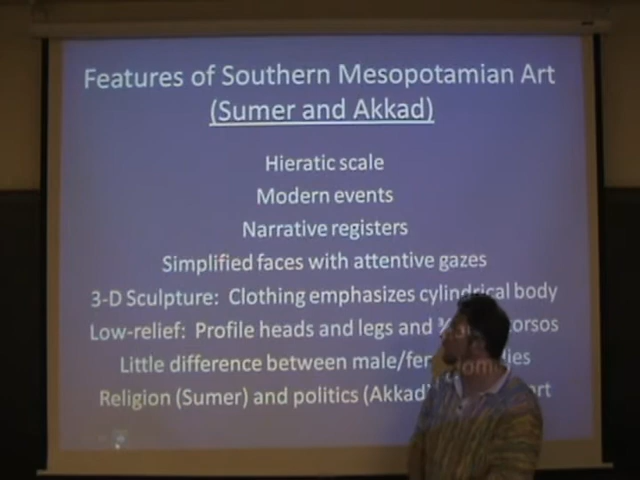 Features of Southern Mesopotamian Art
(Sumer and Akkad)
Hieratic scale
Modern events
Narrative registers
Simplified faces with attentive gazes
3-D Sculpture: Clothing emphasizes cylindrical body
Low-relief: Profile heads and legs and torsos
Little difference between male/
Religion (Sumer) and politics (Akkad) art